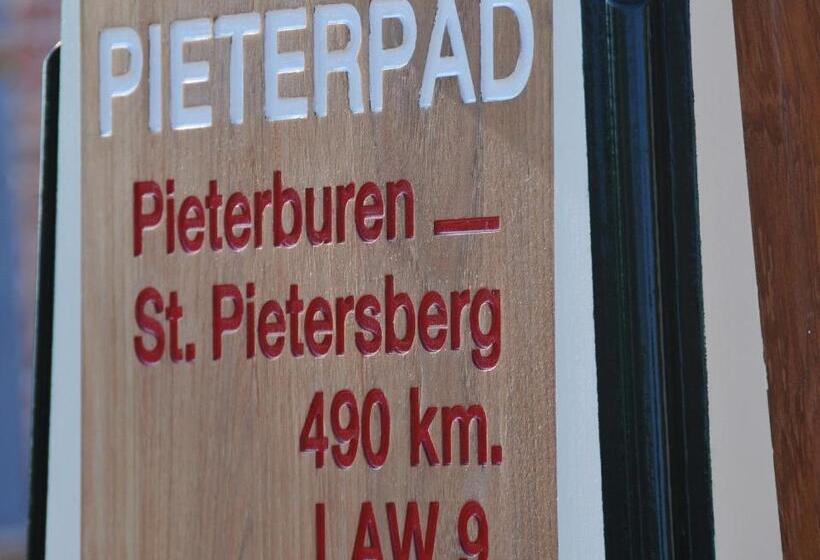 PIETERPAD
Pieterburen —
St. Pietersberg
490 km.
LAW 9